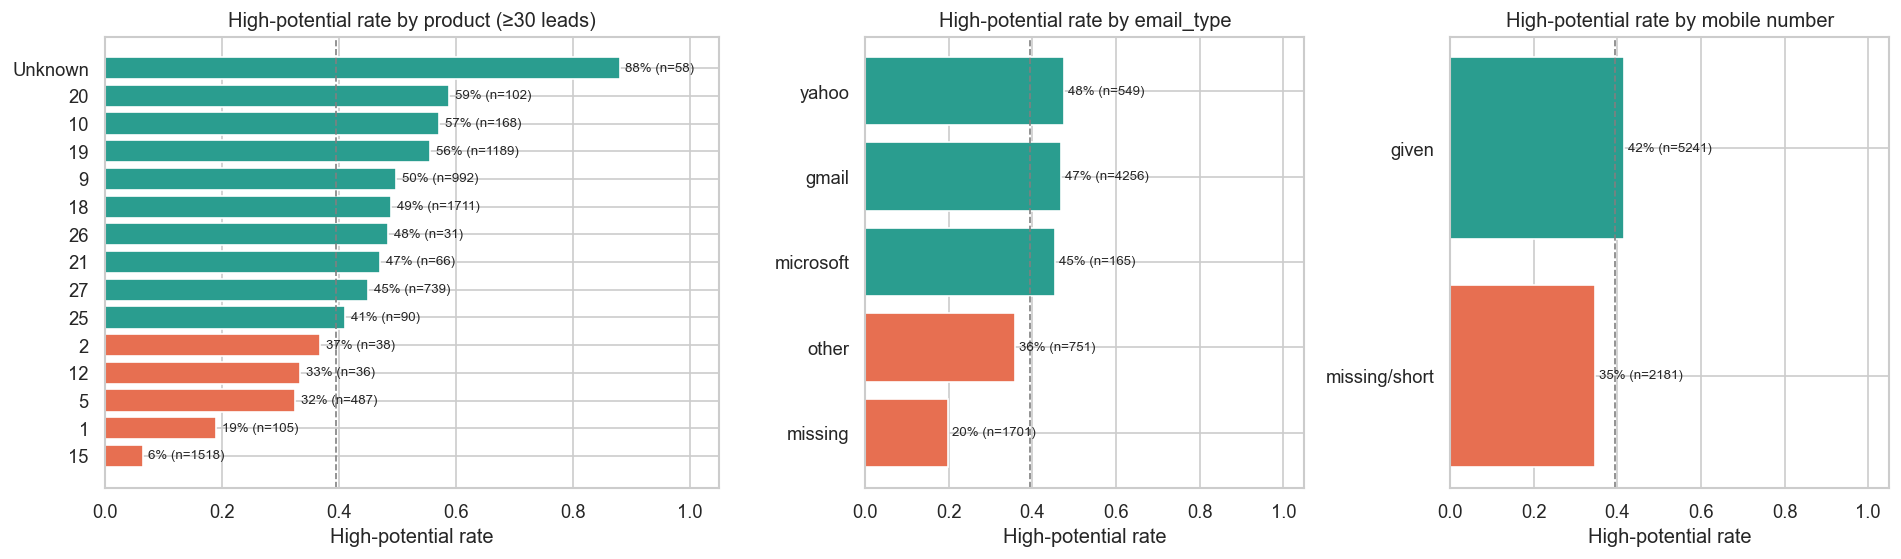 High-potential rate by product (≥30 leads)
Unknown
88% (n=58)
20
59% (n=102)
10
57% (n=168)
19
56% (n=1189)
9
50% (n=992)
18
49% (n=1711)
26
48% (n=31)
21
47% (n=66)
27
45% (n=739)
25
41% (n=90)
2
37% (n=38)
12
33% (n=36)
5
32% (n=487)
1
19% (n=105)
15
6% (n=1518)
0.0 0.2 0.4 0.6 0.8 1.0
High-potential rate
High-potential rate by email_type
yahoo
48% (n=549)
gmail
47% (n=4256)
microsoft
45% (n=165)
other
36% (n=751)
missing
20% (n=1701)
0.0 0.2 0.4 0.6 0.8 1.0
High-potential rate
High-potential rate by mobile number
given
42% (n=5241)
missing/short
35% (n=2181)
0.0 0.2 0.4 0.6 0.8 1.0
High-potential rate